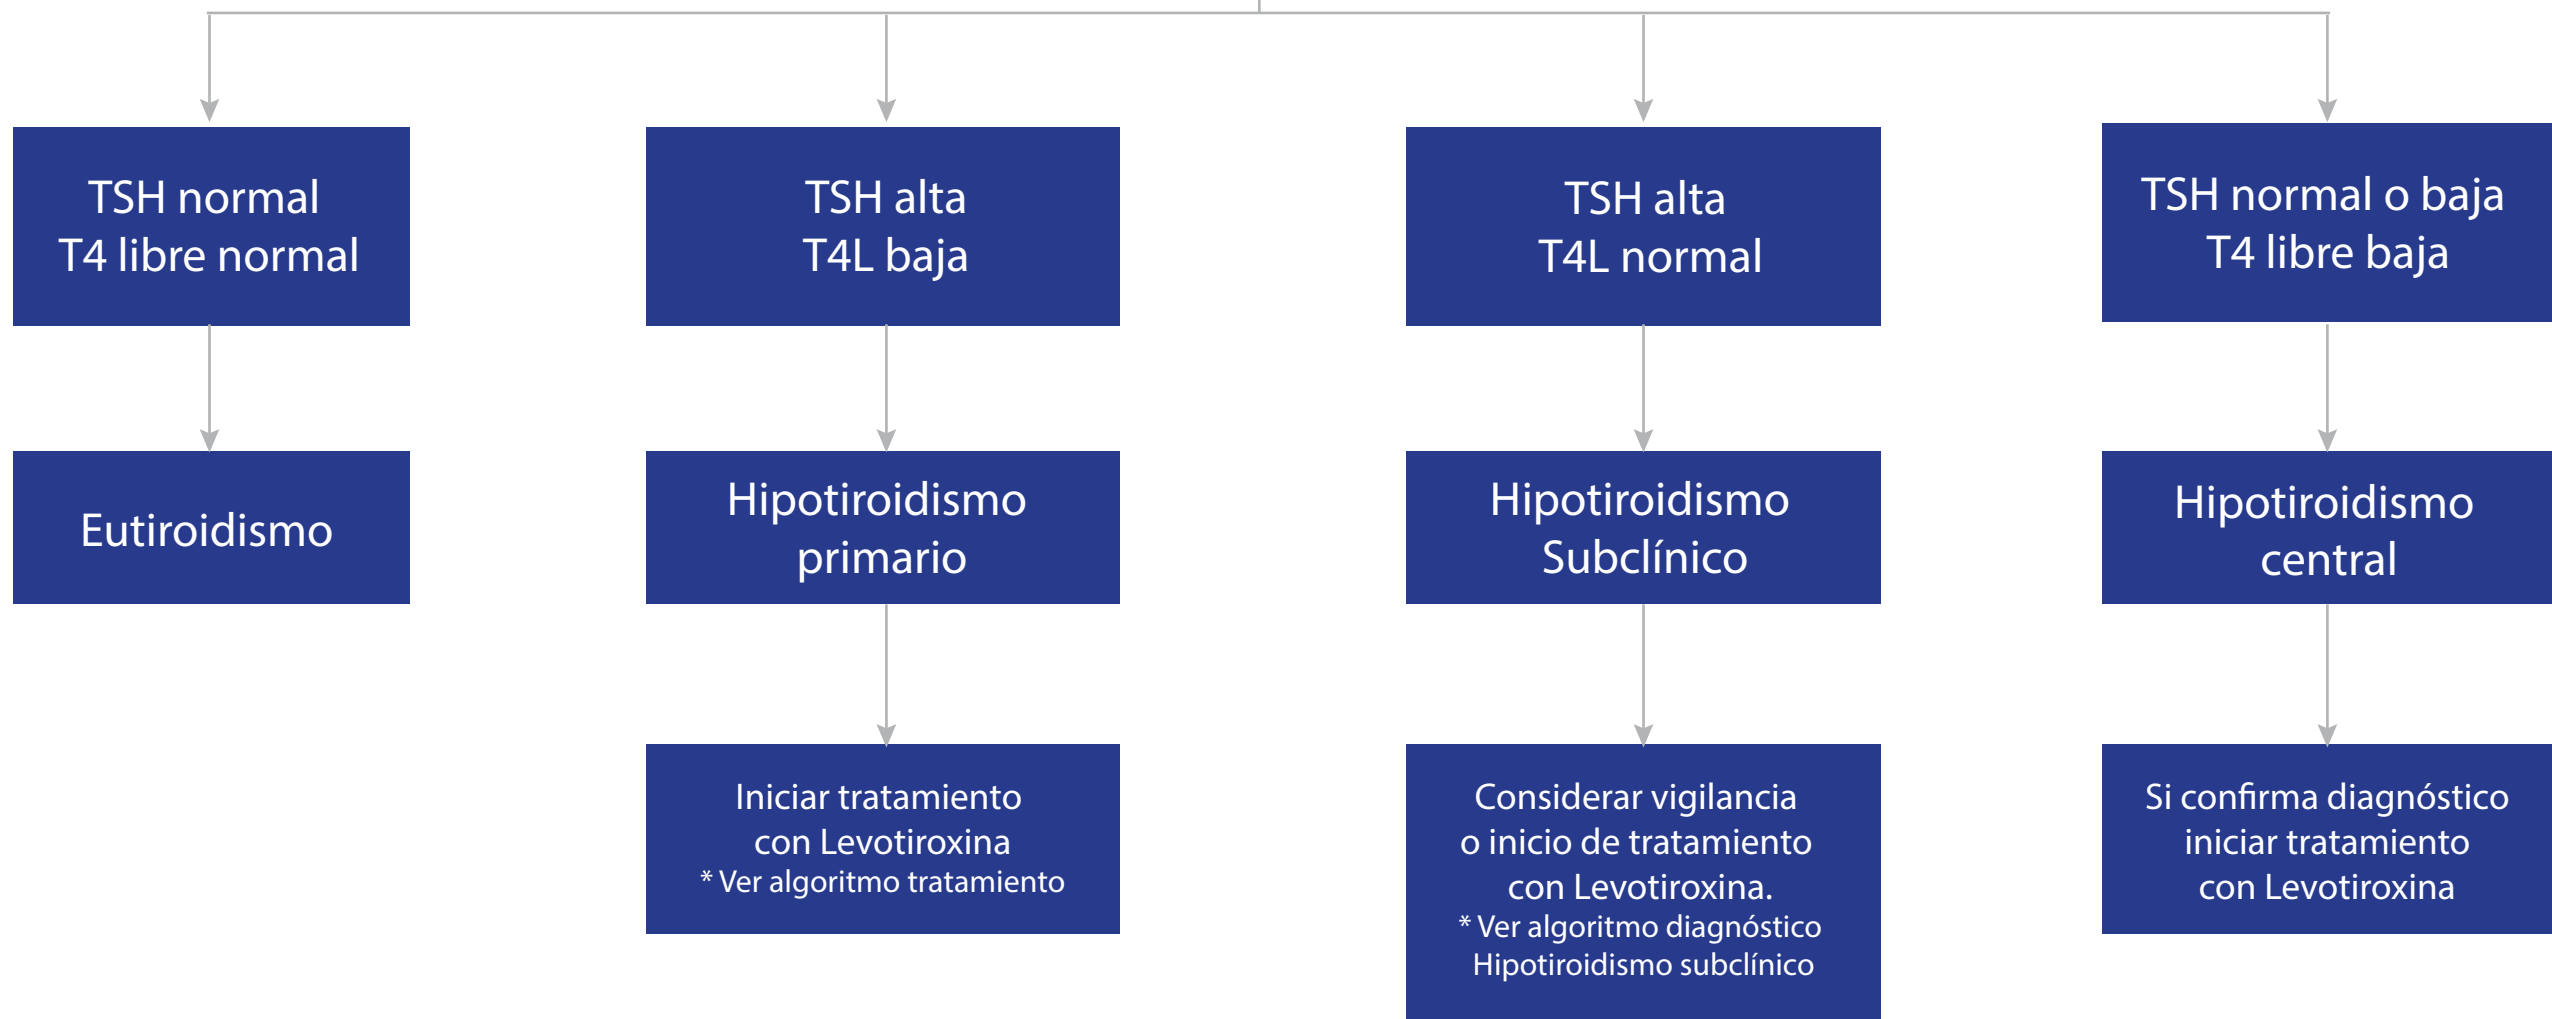 TSH normal
T4 libre normal
TSH alta
T4L baja
TSH alta
T4L normal
TSH normal o baja
T4 libre baja
Eutiroidismo
Hipotiroidismo
primario
Hipotiroidismo
Subclínico
Hipotiroidismo
central
Iniciar tratamiento
con Levotiroxina
* Ver algoritmo tratamiento
Considerar vigilancia
o inicio de tratamiento
con Levotiroxina.
* Ver algoritmo diagnóstico
Hipotiroidismo subclínico
Si confirma diagnóstico
iniciar tratamiento
con Levotiroxina